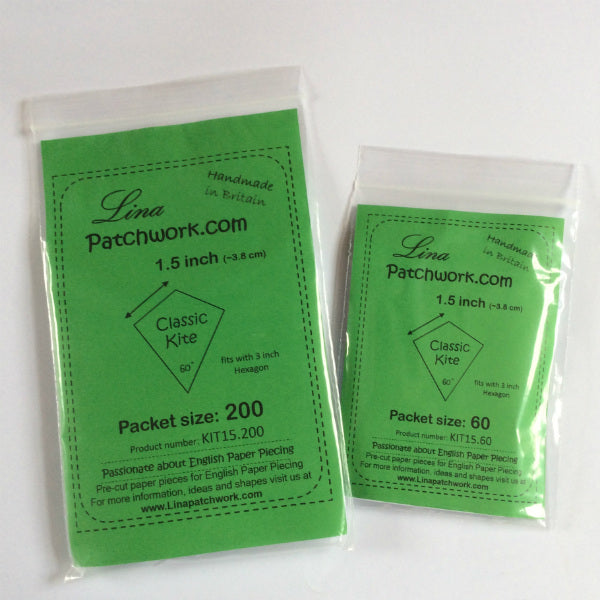 Lina
Handmade
in Britain
Patchwork.com
1.5 inch (~3.8 cm)
Classic
Kite
60°
fits with 3 inch
Hexagon
Packet size: 200
Product number: KIT15.200
Passionate about English Paper Piecing
Pre-cut paper pieces for English Paper Piecing
For more information, ideas and shapes visit us at
www.Linapatchwork.com
Lina
Handmade
in Britain
Patchwork.com
1.5 inch (~3.8 cm)
Classic
Kite
60°
fits with 3 inch
Hexagon
Packet size: 60
Product number: KIT15.60
Passionate about English Paper Piecing
Pre-cut paper pieces for English Paper Piecing
For more information, ideas and shapes visit us at
www.Linapatchwork.com